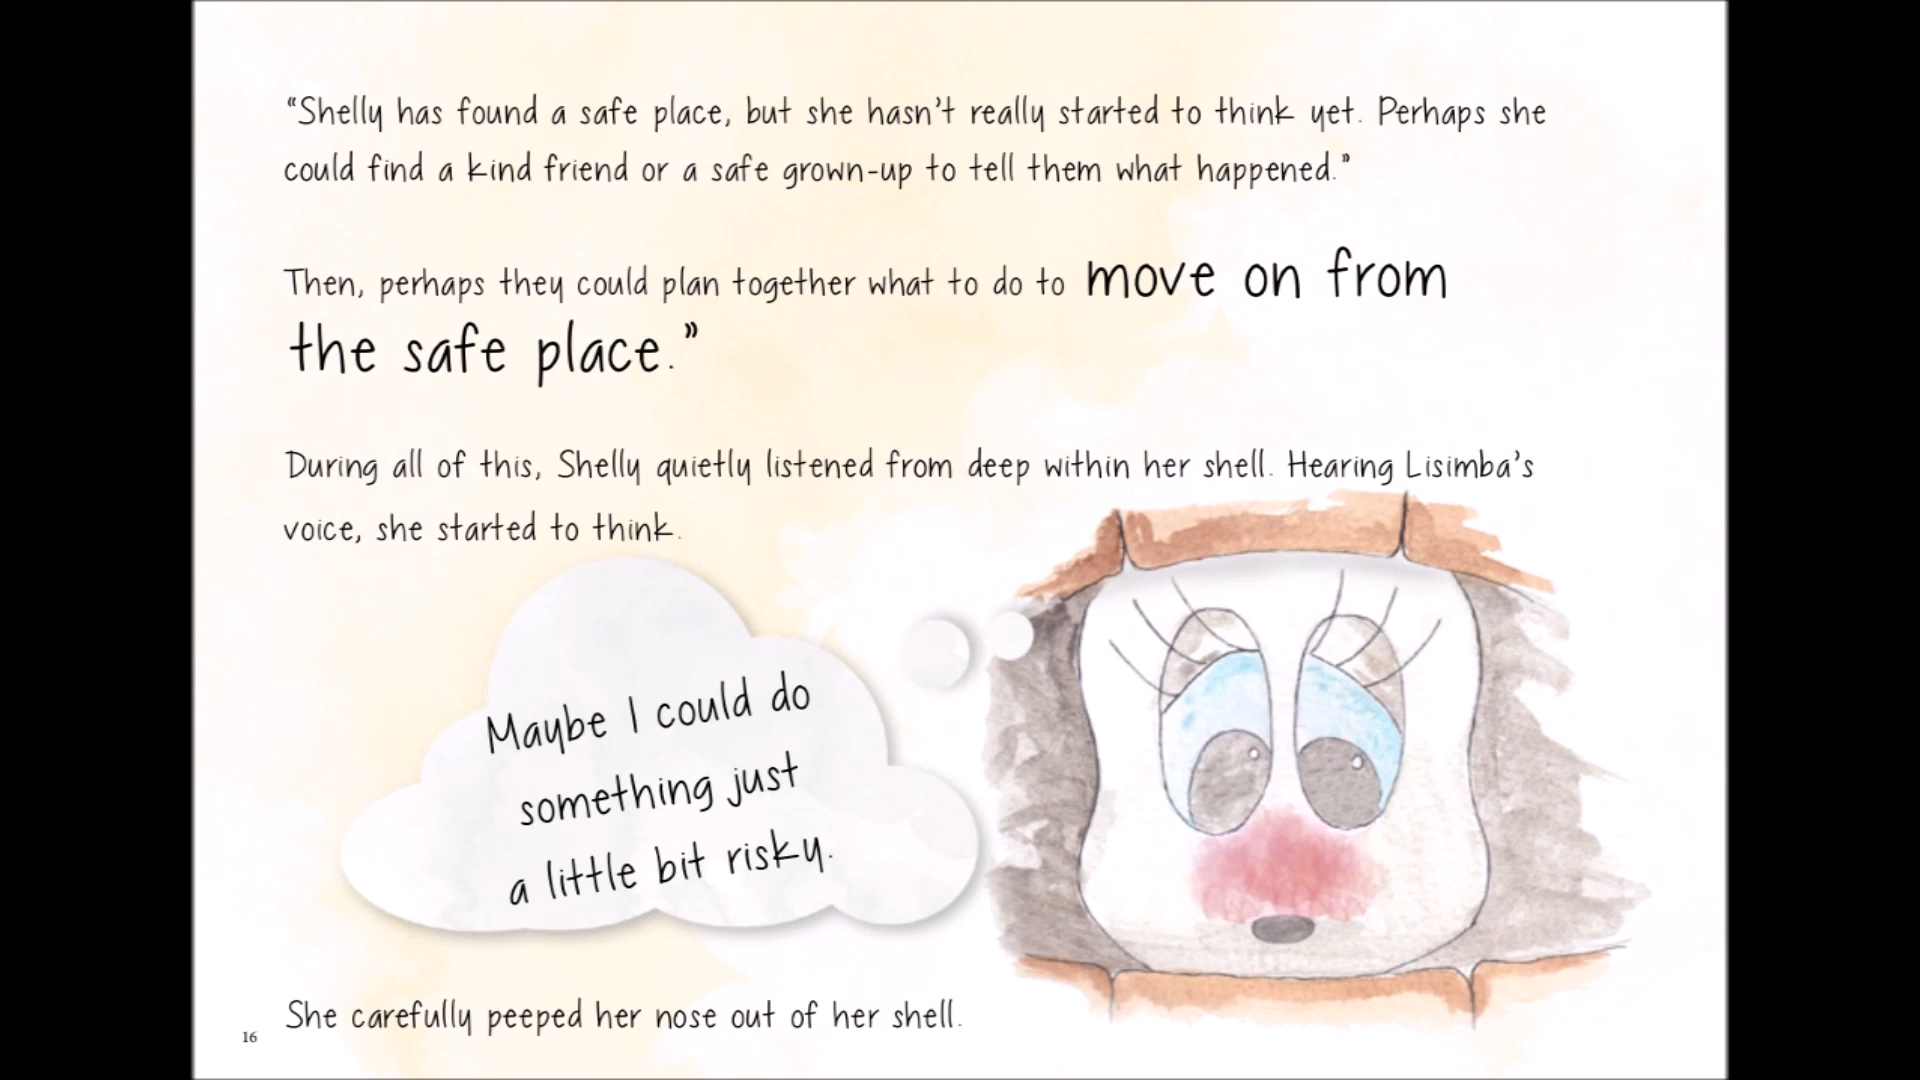 “Shelly has found a safe place, but she hasn’t really started to think yet. Perhaps she
could find a kind friend or a safe grown-up to tell them what happened.”
Then, perhaps they could plan together what to do to move on from
the safe place.”
During all of this, Shelly quietly listened from deep within her shell. Hearing Lisimba’s
voice, she started to think.
Maybe I could do
something just
a little bit risky.
She carefully peeped her nose out of her shell.
16